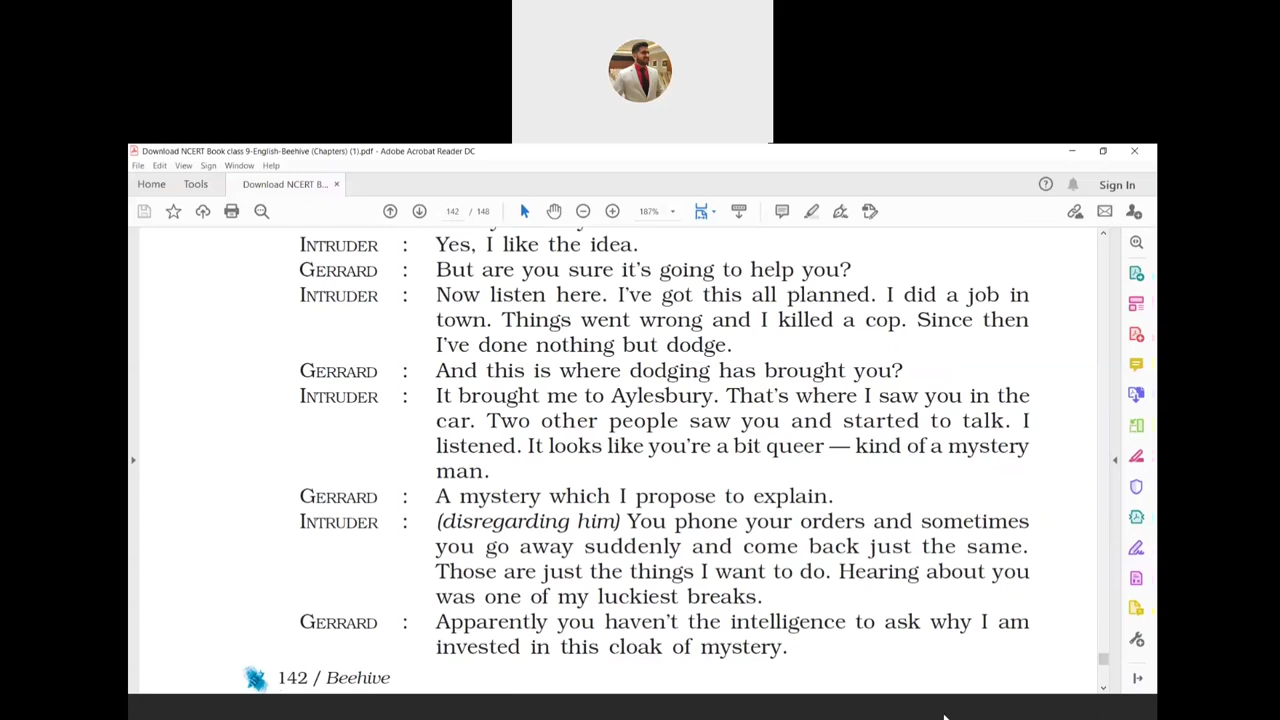 Download NCERT Book class 9-English-Beehive (Chapters) (1).pdf - Adobe Acrobat Reader DC
File Edit View Sign Window Help
Home Tools Download NCERT B... × Sign In
142 / 148 187%
INTRUDER : Yes, I like the idea.
GERRARD : But are you sure it's going to help you?
INTRUDER : Now listen here. I've got this all planned. I did a job in
town. Things went wrong and I killed a cop. Since then
I've done nothing but dodge.
GERRARD : And this is where dodging has brought you?
INTRUDER : It brought me to Aylesbury. That's where I saw you in the
car. Two other people saw you and started to talk. I
listened. It looks like you're a bit queer — kind of a mystery
man.
GERRARD : A mystery which I propose to explain.
INTRUDER : (disregarding him) You phone your orders and sometimes
you go away suddenly and come back just the same.
Those are just the things I want to do. Hearing about you
was one of my luckiest breaks.
GERRARD : Apparently you haven't the intelligence to ask why I am
invested in this cloak of mystery.
142 / Beehive